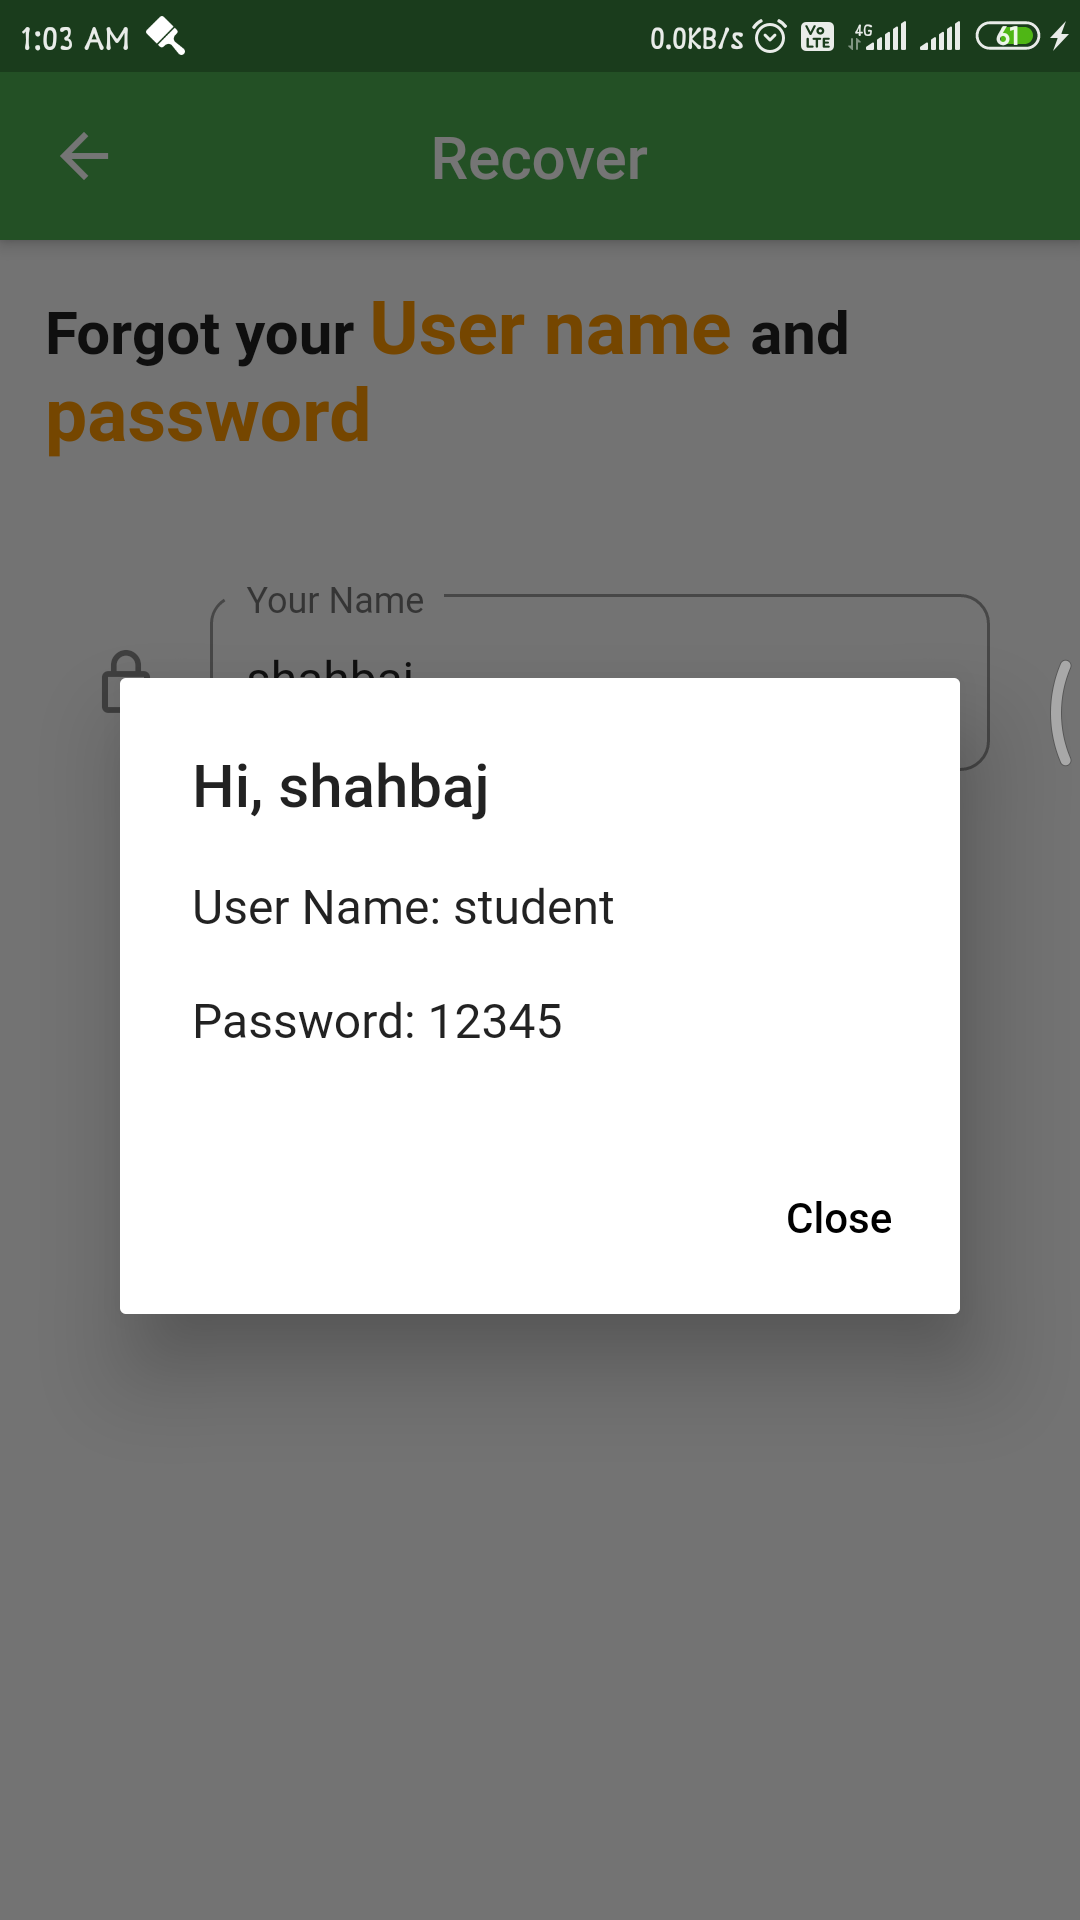 1:03 AM 0.0KB/s Vo LTE 4G 61
Recover
Forgot your User name and
password
Your Name
shahbaj
Hi, shahbaj
User Name: student
Password: 12345
Close